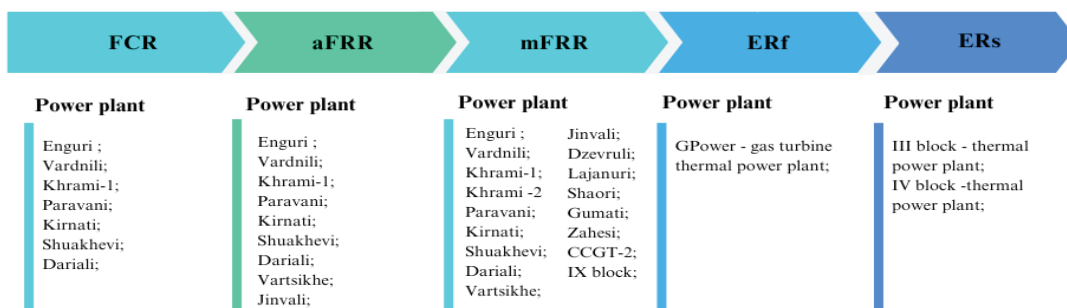 FCR
aFRR
mFRR
ERf
ERs
Power plant
Enguri ;
Vardnili;
Khrami-1;
Paravani;
Kirnati;
Shuakhevi;
Dariali;
Power plant
Enguri ;
Vardnili;
Khrami-1;
Paravani;
Kirnati;
Shuakhevi;
Dariali;
Vartsikhe;
Jinvali;
Power plant
Enguri ;
Vardnili;
Khrami-1;
Khrami -2
Paravani;
Kirnati;
Shuakhevi;
Dariali;
Vartsikhe;
Jinvali;
Dzevruli;
Lajanuri;
Shaori;
Gumati;
Zahesi;
CCGT-2;
IX block;
Power plant
GPower - gas turbine
thermal power plant;
Power plant
III block - thermal
power plant;
IV block -thermal
power plant;